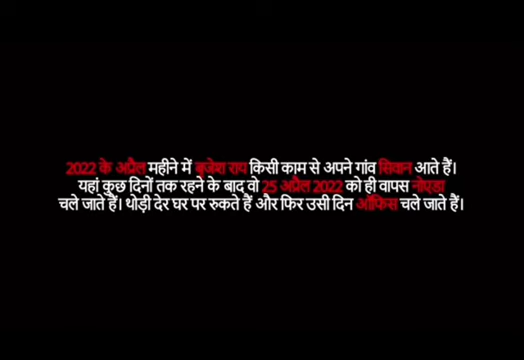 2022 के अप्रैल महीने में बृजेश राय किसी काम से अपने गांव सिवान आते हैं।
यहां कुछ दिनों तक रहने के बाद वो 25 अप्रैल 2022 को ही वापस नोएडा
चले जाते हैं। थोड़ी देर घर पर रुकते हैं और फिर उसी दिन ऑफिस चले जाते हैं।